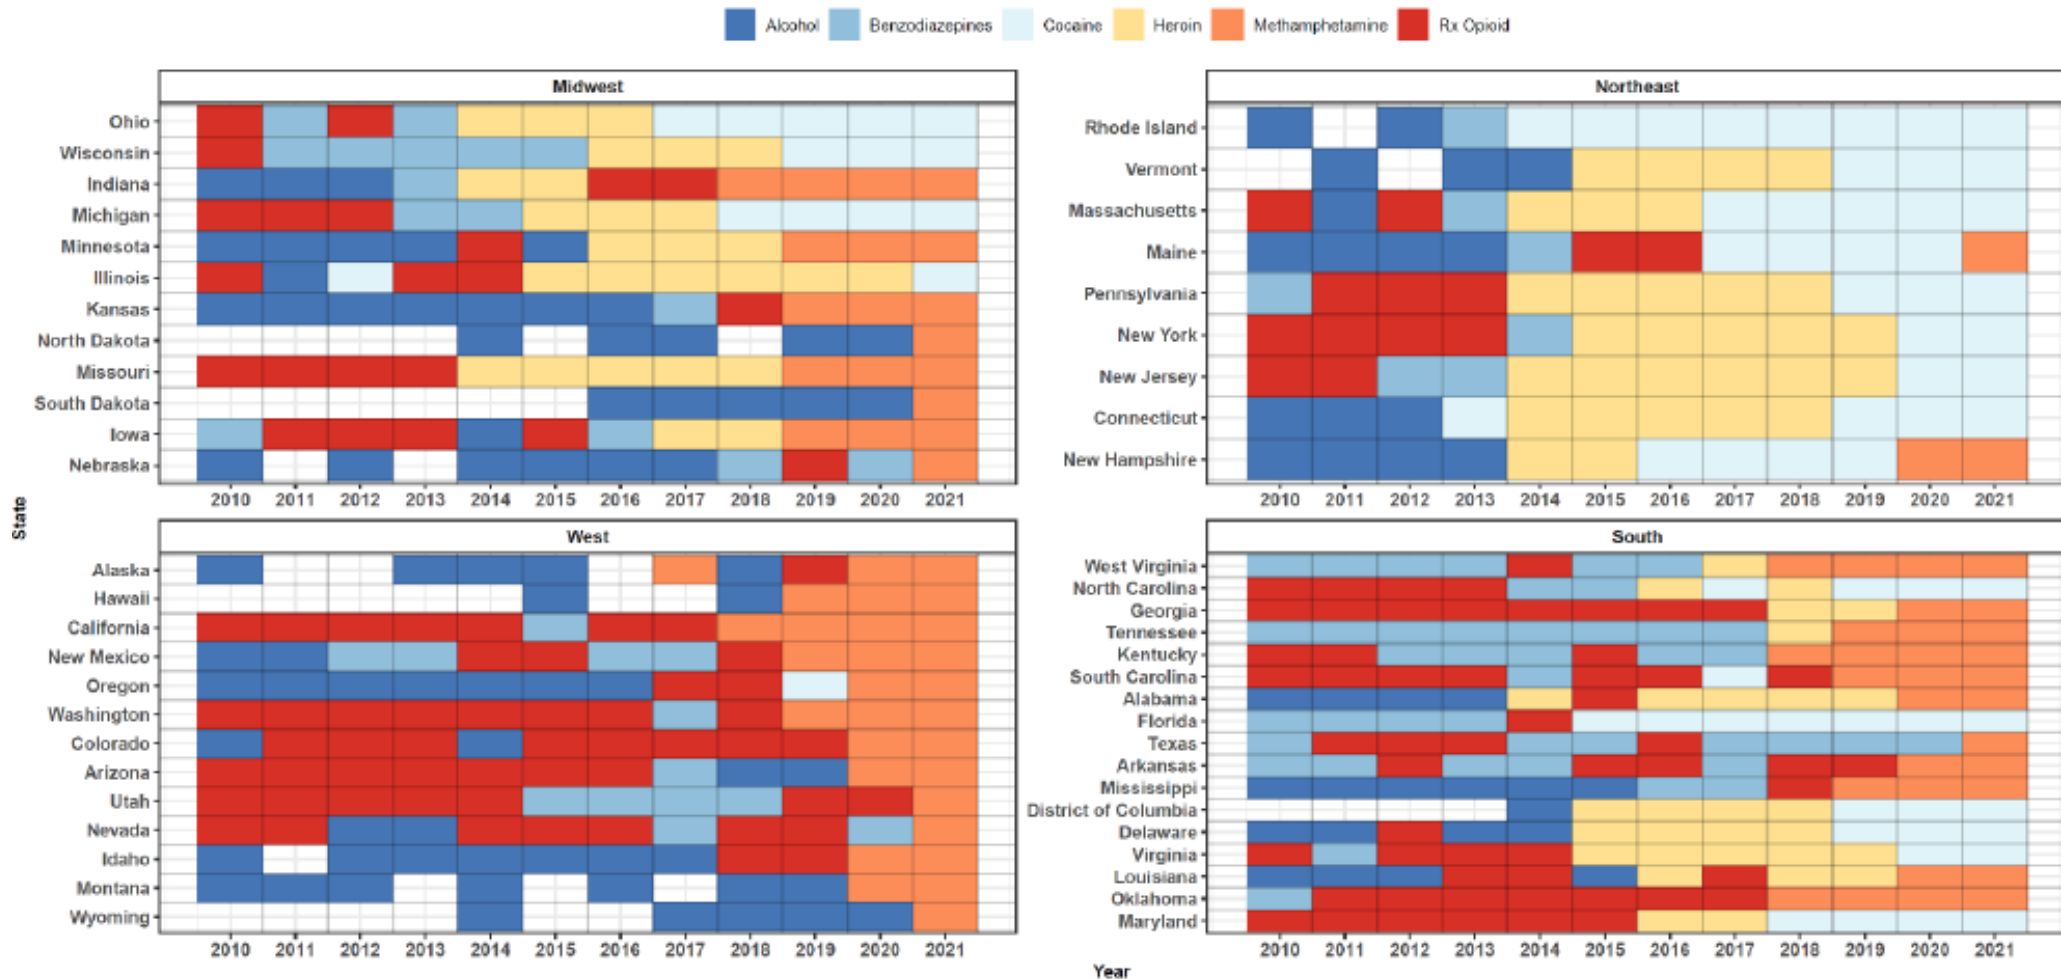 Alcohol Benzodiazepines Cocaine Heroin Methamphetamine Rx Opioid
Midwest
Ohio
Wisconsin
Indiana
Michigan
Minnesota
Illinois
Kansas
North Dakota
Missouri
South Dakota
Iowa
Nebraska
2010 2011 2012 2013 2014 2015 2016 2017 2018 2019 2020 2021
Northeast
Rhode Island
Vermont
Massachusetts
Maine
Pennsylvania
New York
New Jersey
Connecticut
New Hampshire
2010 2011 2012 2013 2014 2015 2016 2017 2018 2019 2020 2021
State
West
Alaska
Hawaii
California
New Mexico
Oregon
Washington
Colorado
Arizona
Utah
Nevada
Idaho
Montana
Wyoming
2010 2011 2012 2013 2014 2015 2016 2017 2018 2019 2020 2021
South
West Virginia
North Carolina
Georgia
Tennessee
Kentucky
South Carolina
Alabama
Florida
Texas
Arkansas
Mississippi
District of Columbia
Delaware
Virginia
Louisiana
Oklahoma
Maryland
2010 2011 2012 2013 2014 2015 2016 2017 2018 2019 2020 2021
Year